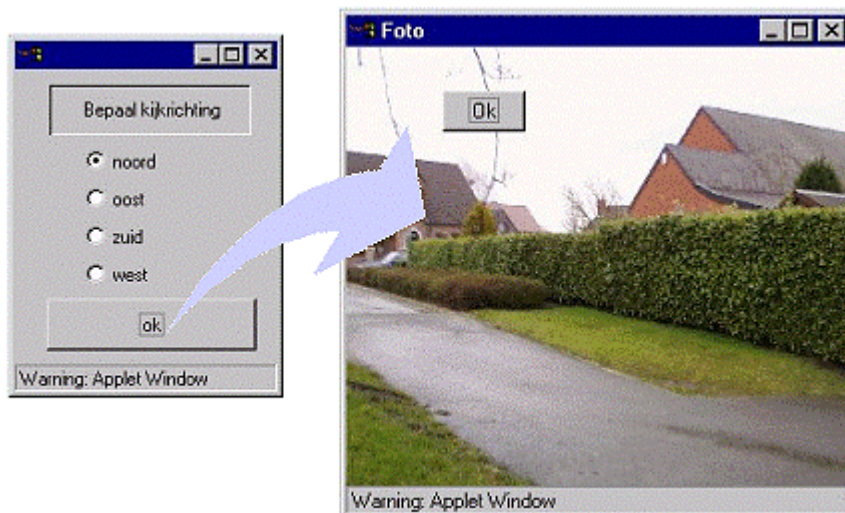 Bepaal kijkrichting
noord
oost
zuid
west
ok
Warning: Applet Window
Foto
Ok
Warning: Applet Window